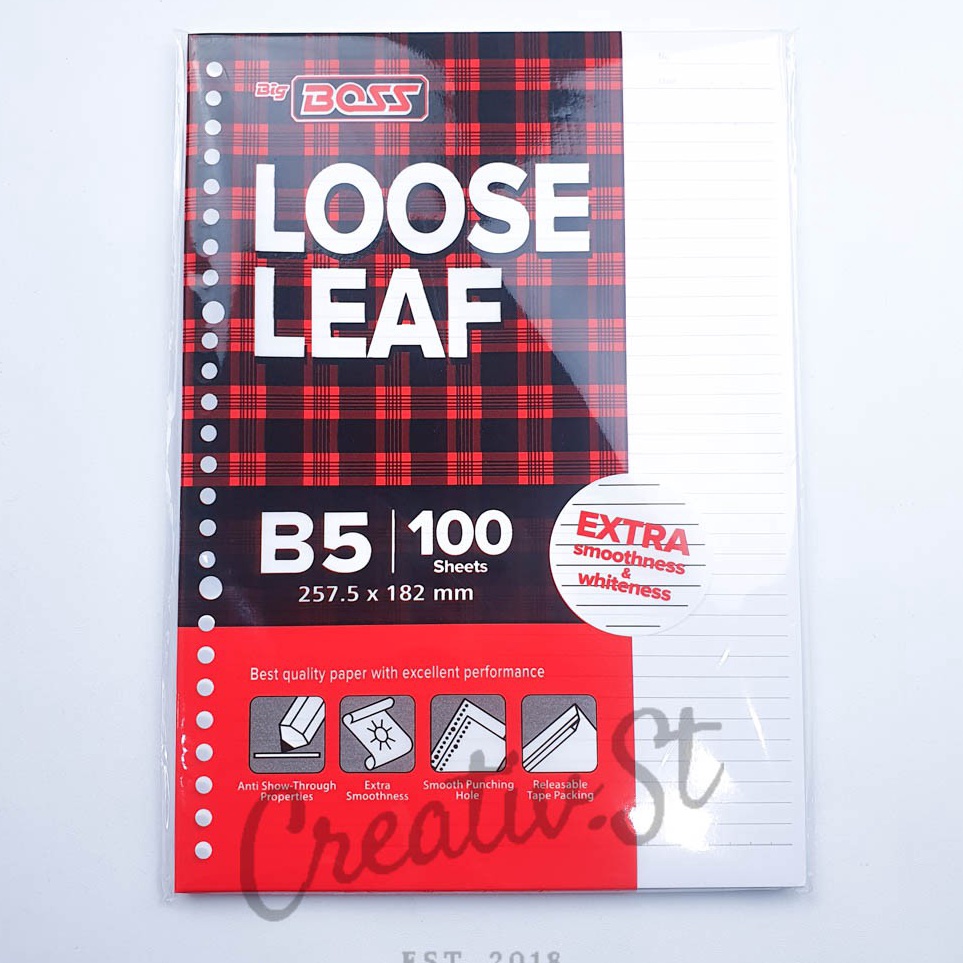 Big BOSS
LOOSE
LEAF
B5 | 100
Sheets
257.5 x 182 mm
EXTRA
smoothness
&
whiteness
Best quality paper with excellent performance
Anti Show-Through
Properties
Extra
Smoothness
Smooth Punching
Hole
Releasable
Tape Packing
Creativ.St
EST 2018